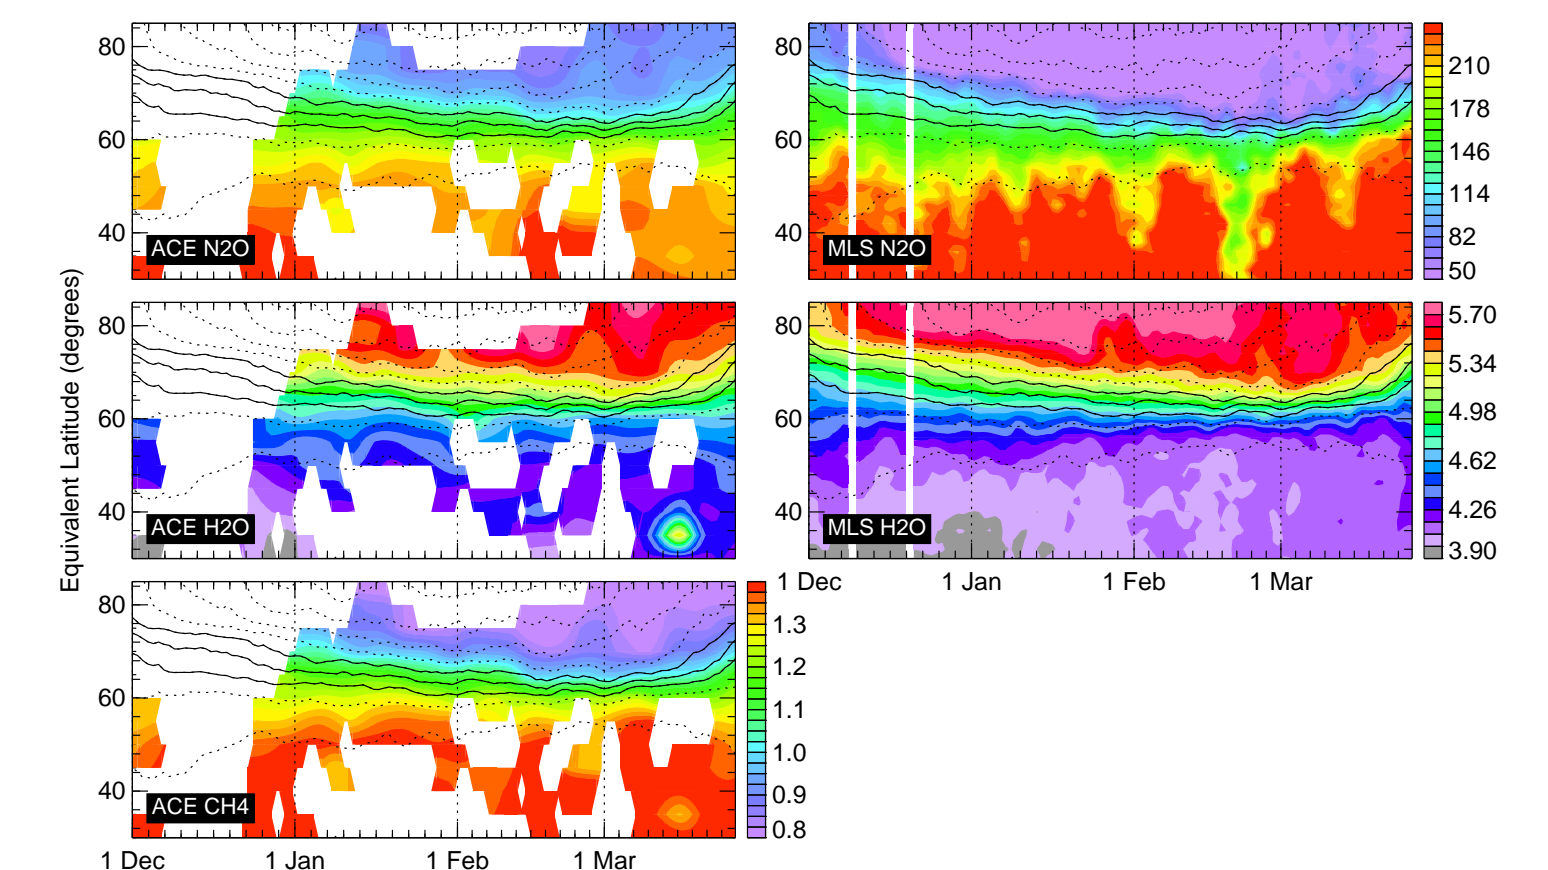 80
60
40
ACE N2O
80
60
40
MLS N2O
210
178
146
114
82
50
Equivalent Latitude (degrees)
80
60
40
ACE H2O
80
60
40
MLS H2O
5.70
5.34
4.98
4.62
4.26
3.90
1 Dec
1 Jan
1 Feb
1 Mar
80
60
40
ACE CH4
1.3
1.2
1.1
1.0
0.9
0.8
1 Dec
1 Jan
1 Feb
1 Mar